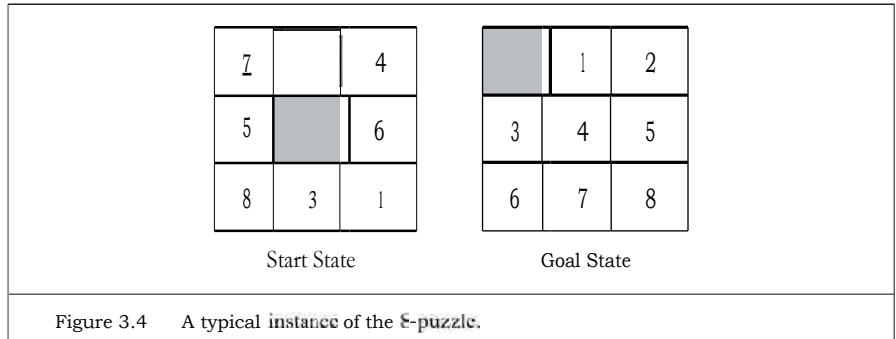 7 4 1 2
5 6 3 4 5
8 3 1 6 7 8
Start State Goal State
Figure 3.4 A typical instance of the 8-puzzle.